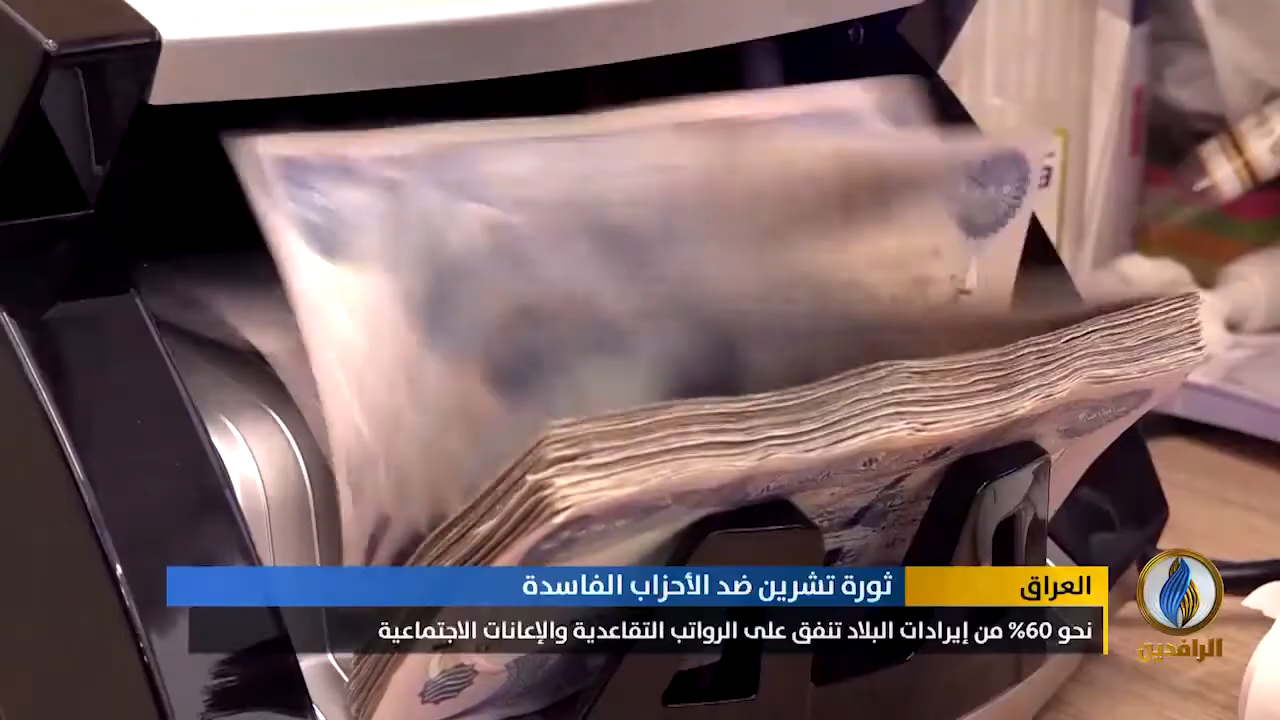 العراق
ثورة تشرين ضد الأحزاب الفاسدة
نحو 60% من إيرادات البلاد تنفق على الرواتب التقاعدية والإعانات الاجتماعية
الرافدين